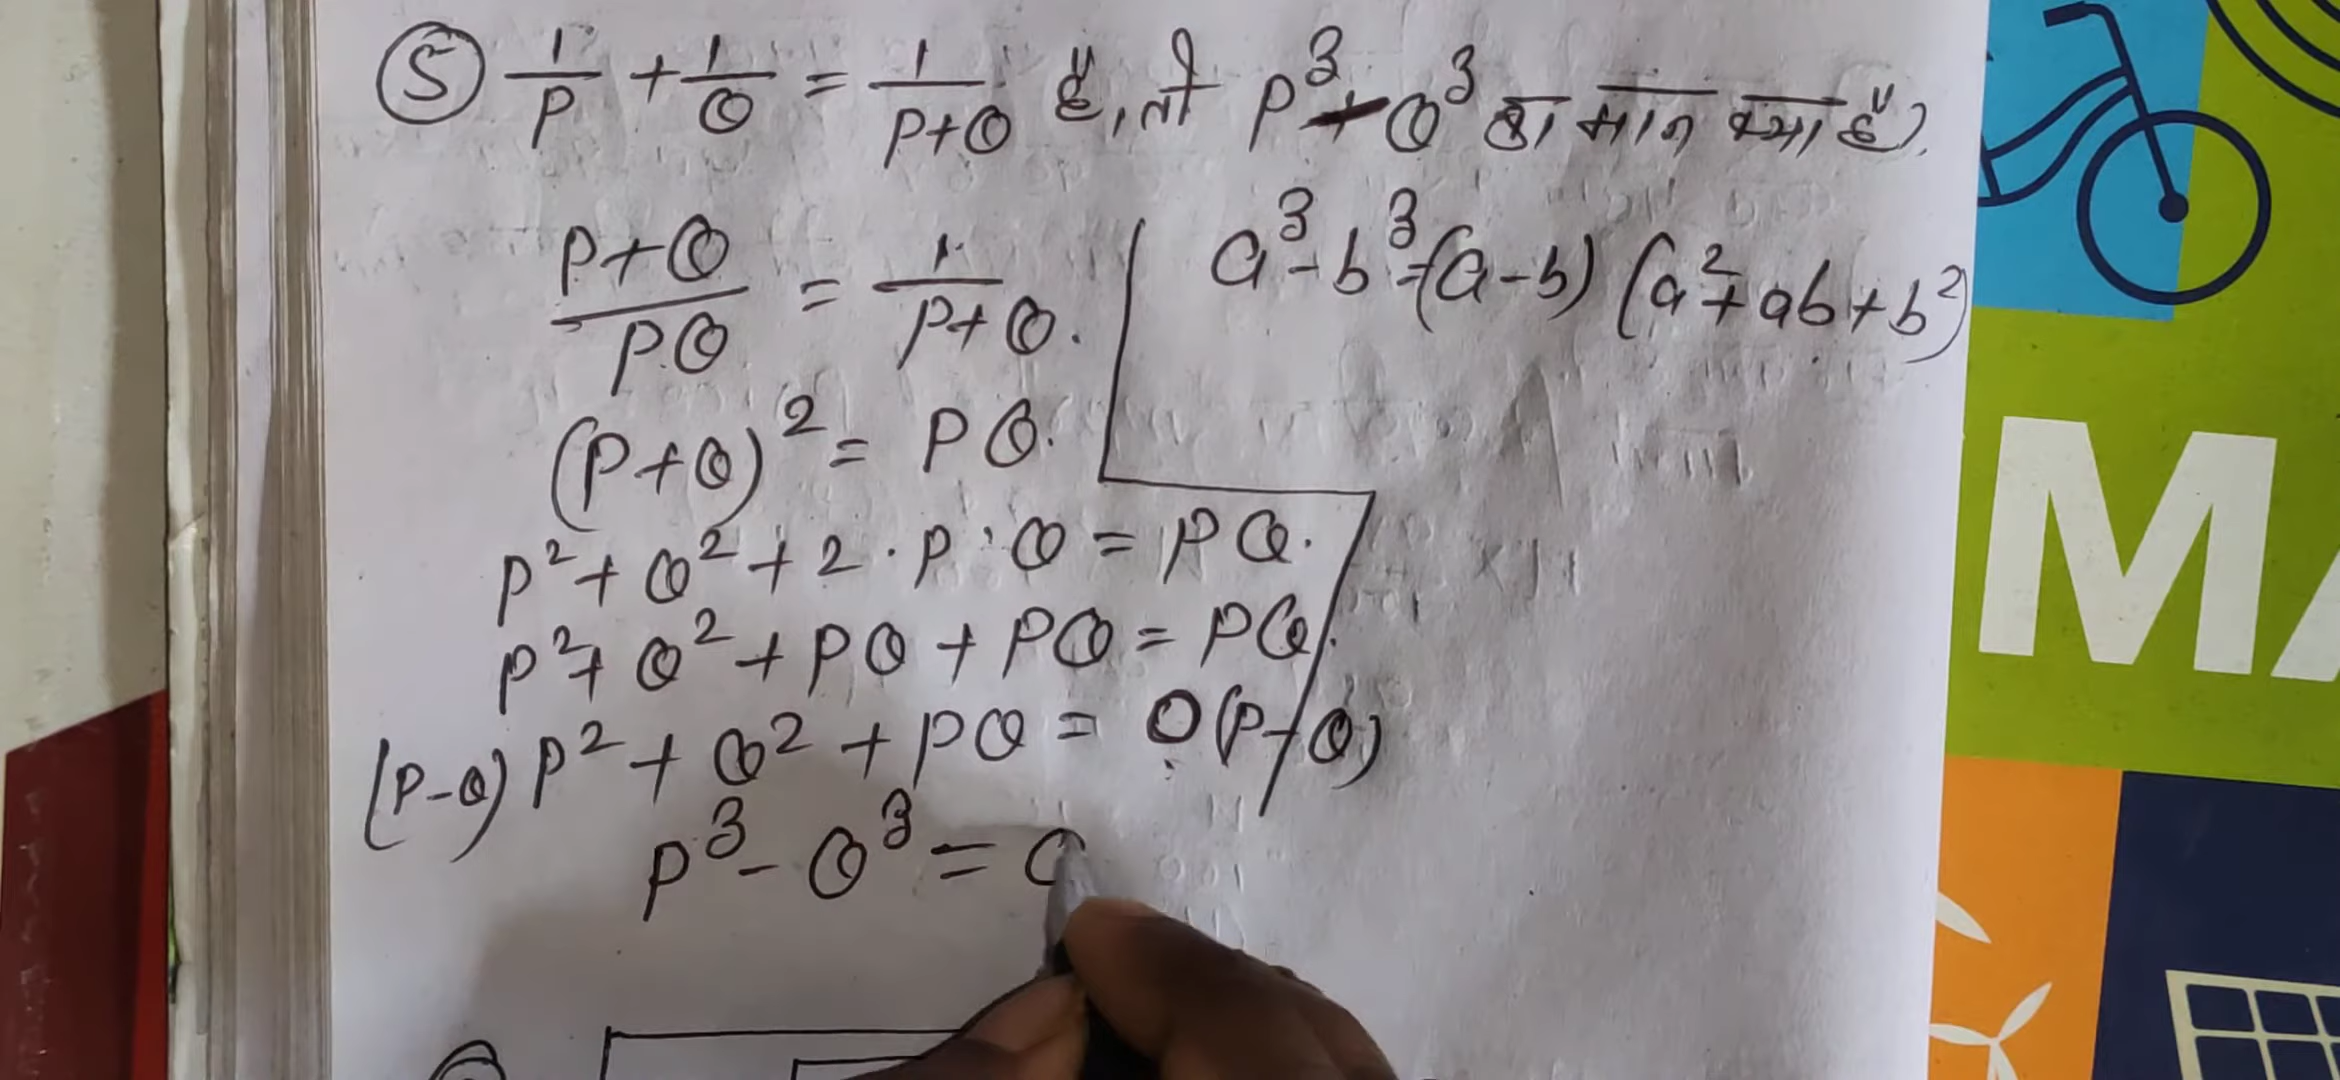 (5) 1/P + 1/Q = 1/P+Q है, तो P³ - Q³ का मान क्या है?
P+Q/PQ = 1/P+Q.
a³-b³=(a-b) (a²+ab+b²)
(P+Q)² = PQ.
P²+Q²+2.P.Q = PQ.
P²+Q²+PQ+PQ = PQ.
(P-Q) P²+Q²+PQ = 0(P-Q)
P³-Q³ = 0
MA